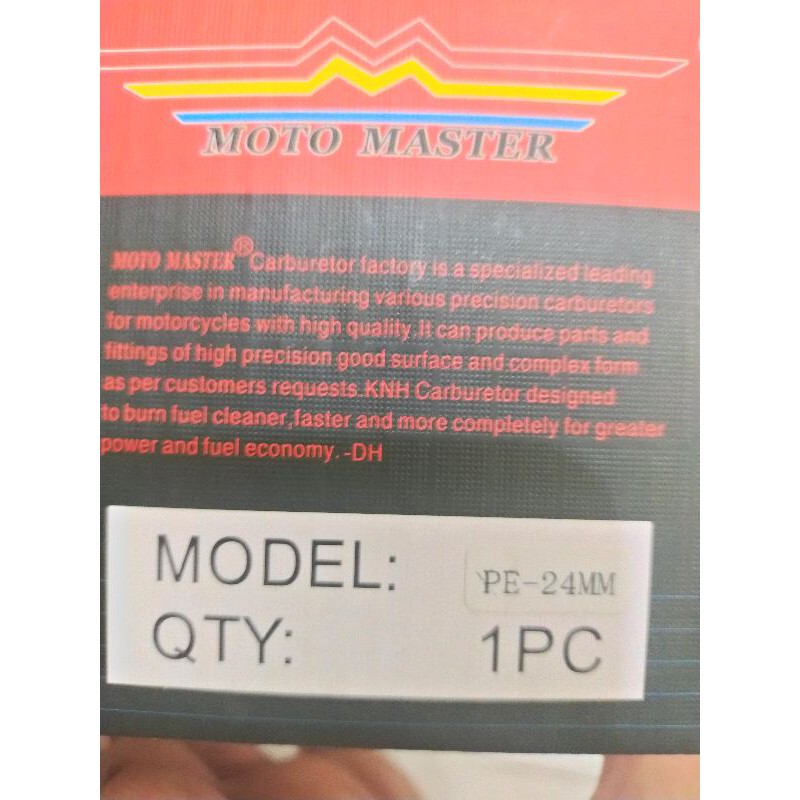 MOTO MASTER
MOTO MASTER® Carburetor factory is a specialized leading
enterprise in manufacturing various precision carburetors
for motorcycles with high quality.It can produce parts and
fittings of high precision good surface and complex form
as per customers requests.KNH Carburetor designed
to burn fuel cleaner,faster and more completely for greater
power and fuel economy.-DH
MODEL: PE-24MM
QTY: 1PC